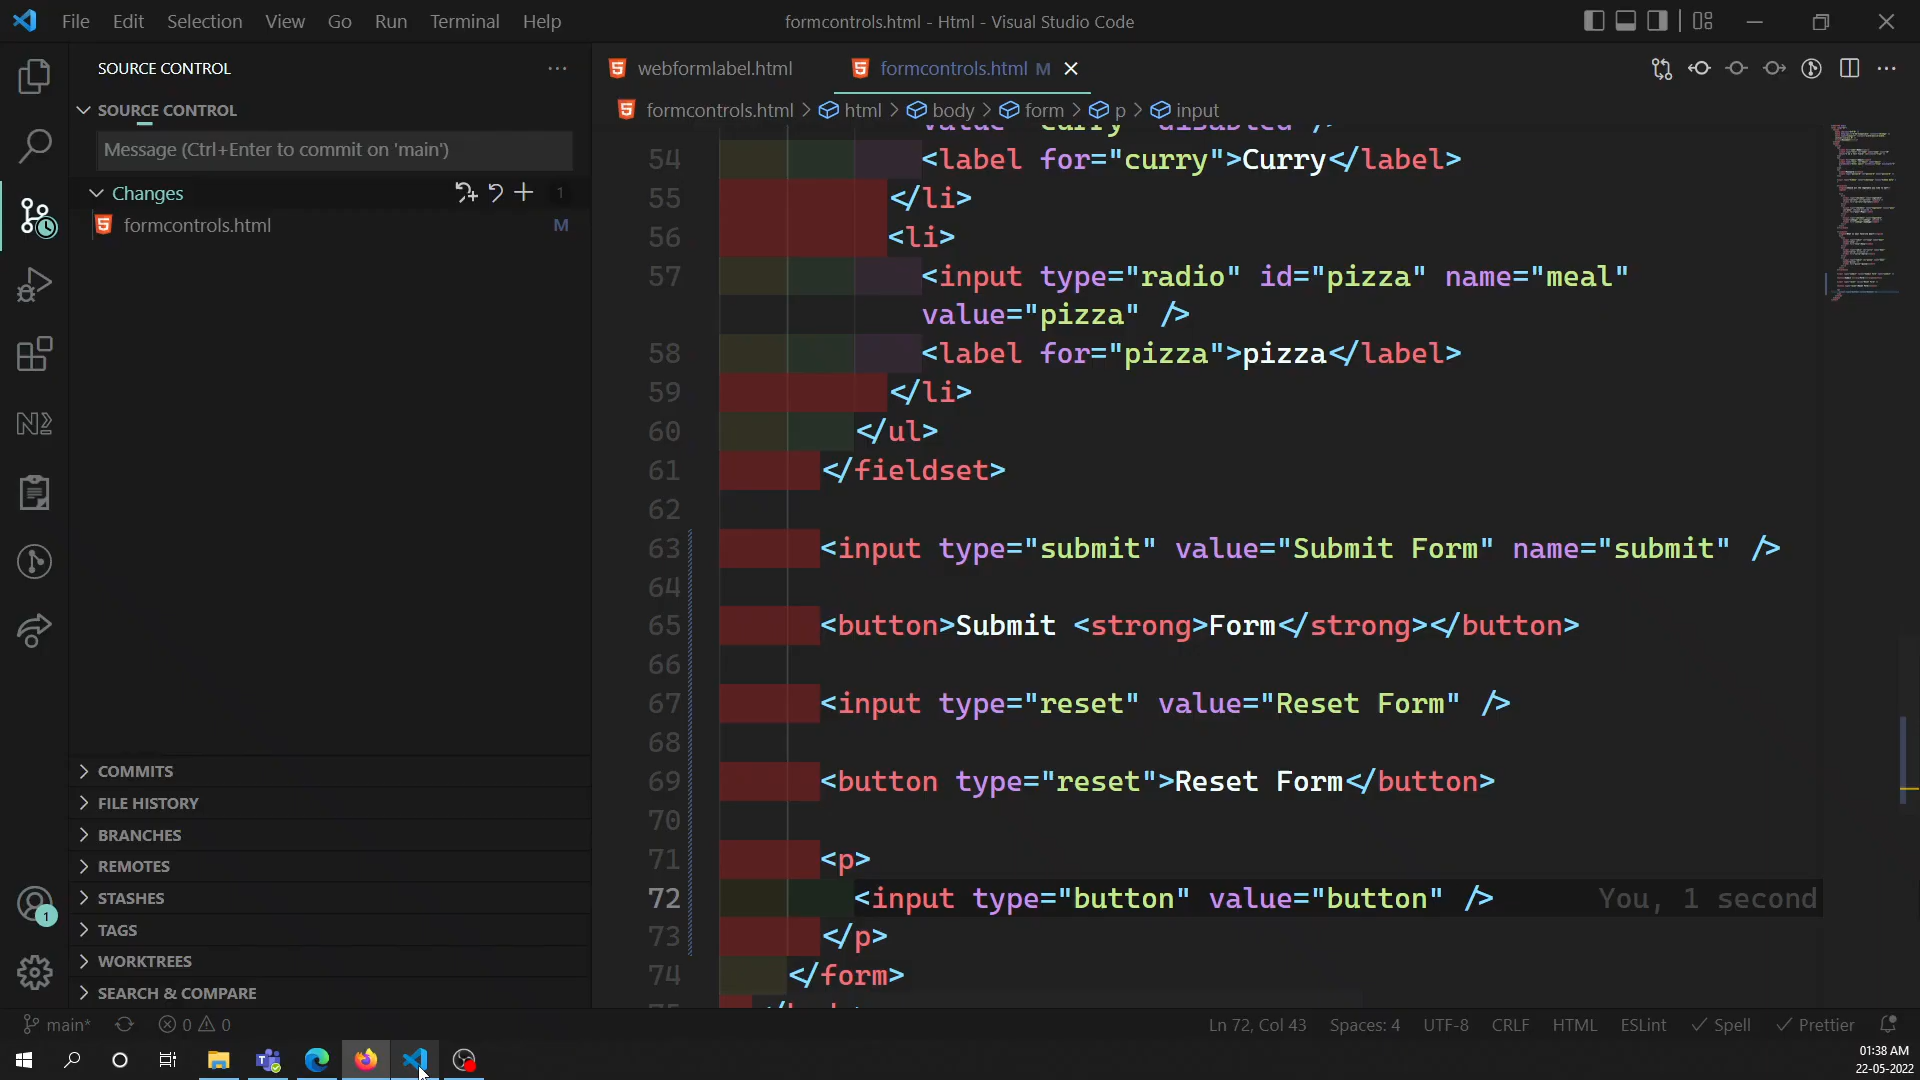 File Edit Selection View Go Run Terminal Help
formcontrols.html - Html - Visual Studio Code
SOURCE CONTROL
webformlabel.html
formcontrols.html M
SOURCE CONTROL
formcontrols.html > html > body > form > p > input
Message (Ctrl+Enter to commit on 'main')
Changes 1
formcontrols.html M
value="curry" disabled />
54 <label for="curry">Curry</label>
55 </li>
56 <li>
57 <input type="radio" id="pizza" name="meal"
value="pizza" />
58 <label for="pizza">pizza</label>
59 </li>
60 </ul>
61 </fieldset>
62
63 <input type="submit" value="Submit Form" name="submit" />
64
65 <button>Submit <strong>Form</strong></button>
66
67 <input type="reset" value="Reset Form" />
68
69 <button type="reset">Reset Form</button>
70
71 <p>
72 <input type="button" value="button" /> You, 1 second
73 </p>
74 </form>
COMMITS
FILE HISTORY
BRANCHES
REMOTES
STASHES
TAGS
WORKTREES
SEARCH & COMPARE
1
main* 0 0
Ln 72, Col 43 Spaces: 4 UTF-8 CRLF HTML ESLint Spell Prettier
01:38 AM
22-05-2022